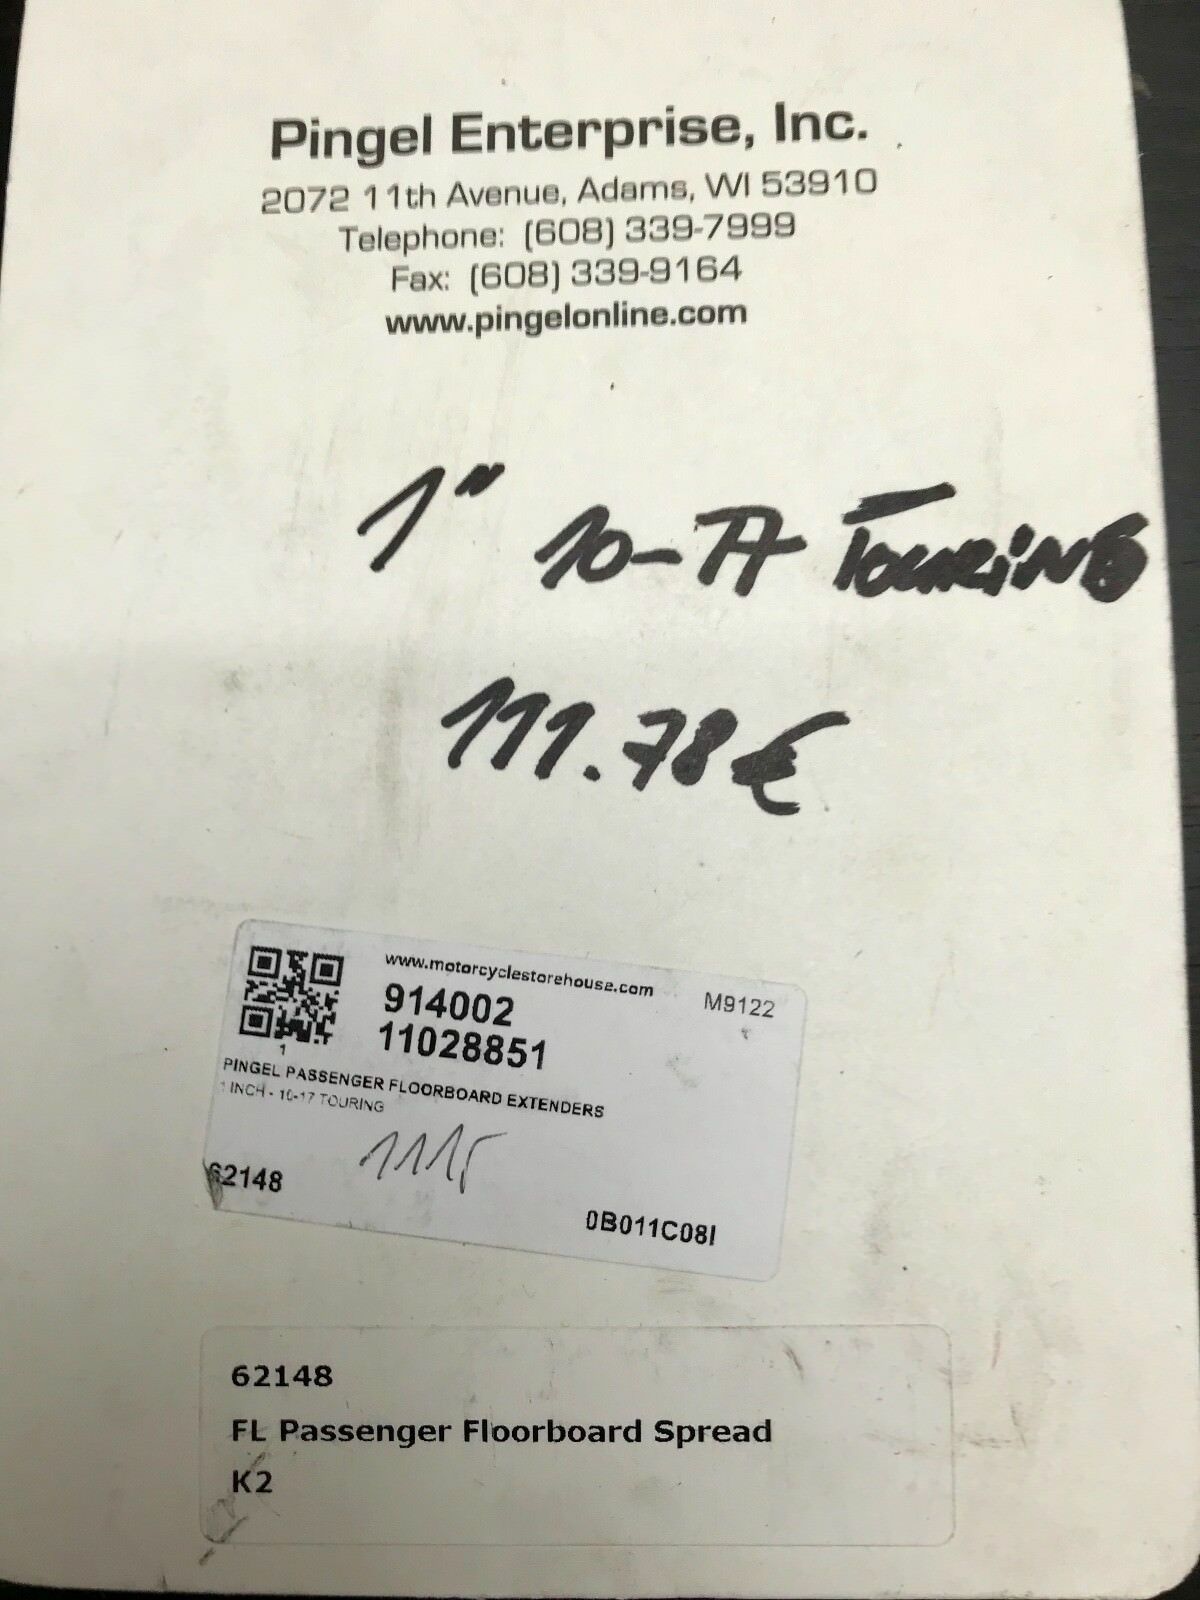 Pingel Enterprise, Inc.
2072 11th Avenue, Adams, WI 53910
Telephone: (608) 339-7999
Fax: (608) 339-9164
www.pingelonline.com
1" 10-17 TOURING
111.78€
www.motorcyclestorehouse.com M9122
914002
11028851
1
PINGEL PASSENGER FLOORBOARD EXTENDERS
1 INCH - 10-17 TOURING
62148
0B011C08I
62148
FL Passenger Floorboard Spread
K2